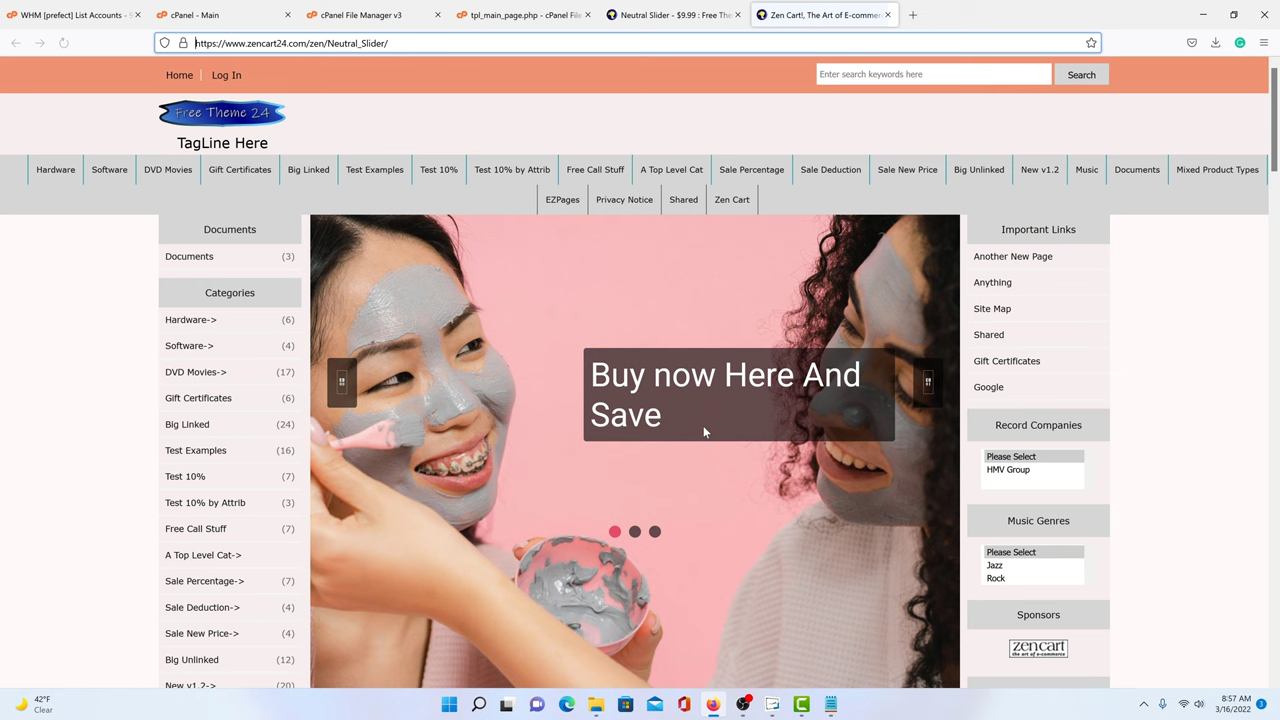 WHM [prefect] List Accounts - 
cPanel - Main
cPanel File Manager v3
tpl_main_page.php - cPanel File
Neutral Slider - $9.99 : Free The
Zen Cart!, The Art of E-commer
https://www.zencart24.com/zen/Neutral_Slider/
Home
Log In
Enter search keywords here
Search
Free Theme 24
TagLine Here
Hardware
Software
DVD Movies
Gift Certificates
Big Linked
Test Examples
Test 10%
Test 10% by Attrib
Free Call Stuff
A Top Level Cat
Sale Percentage
Sale Deduction
Sale New Price
Big Unlinked
New v1.2
Music
Documents
Mixed Product Types
EZPages
Privacy Notice
Shared
Zen Cart
Documents
Documents (3)
Categories
Hardware-> (6)
Software-> (4)
DVD Movies-> (17)
Gift Certificates (6)
Big Linked (24)
Test Examples (16)
Test 10% (7)
Test 10% by Attrib (3)
Free Call Stuff (7)
A Top Level Cat->
Sale Percentage-> (7)
Sale Deduction-> (4)
Sale New Price-> (4)
Big Unlinked (12)
New v1.2-> (20)
Buy now Here And
Save
Important Links
Another New Page
Anything
Site Map
Shared
Gift Certificates
Google
Record Companies
Please Select
HMV Group
Music Genres
Please Select
Jazz
Rock
Sponsors
zencart
the art of e-commerce
42°F
Clear
8:57 AM
3/16/2022